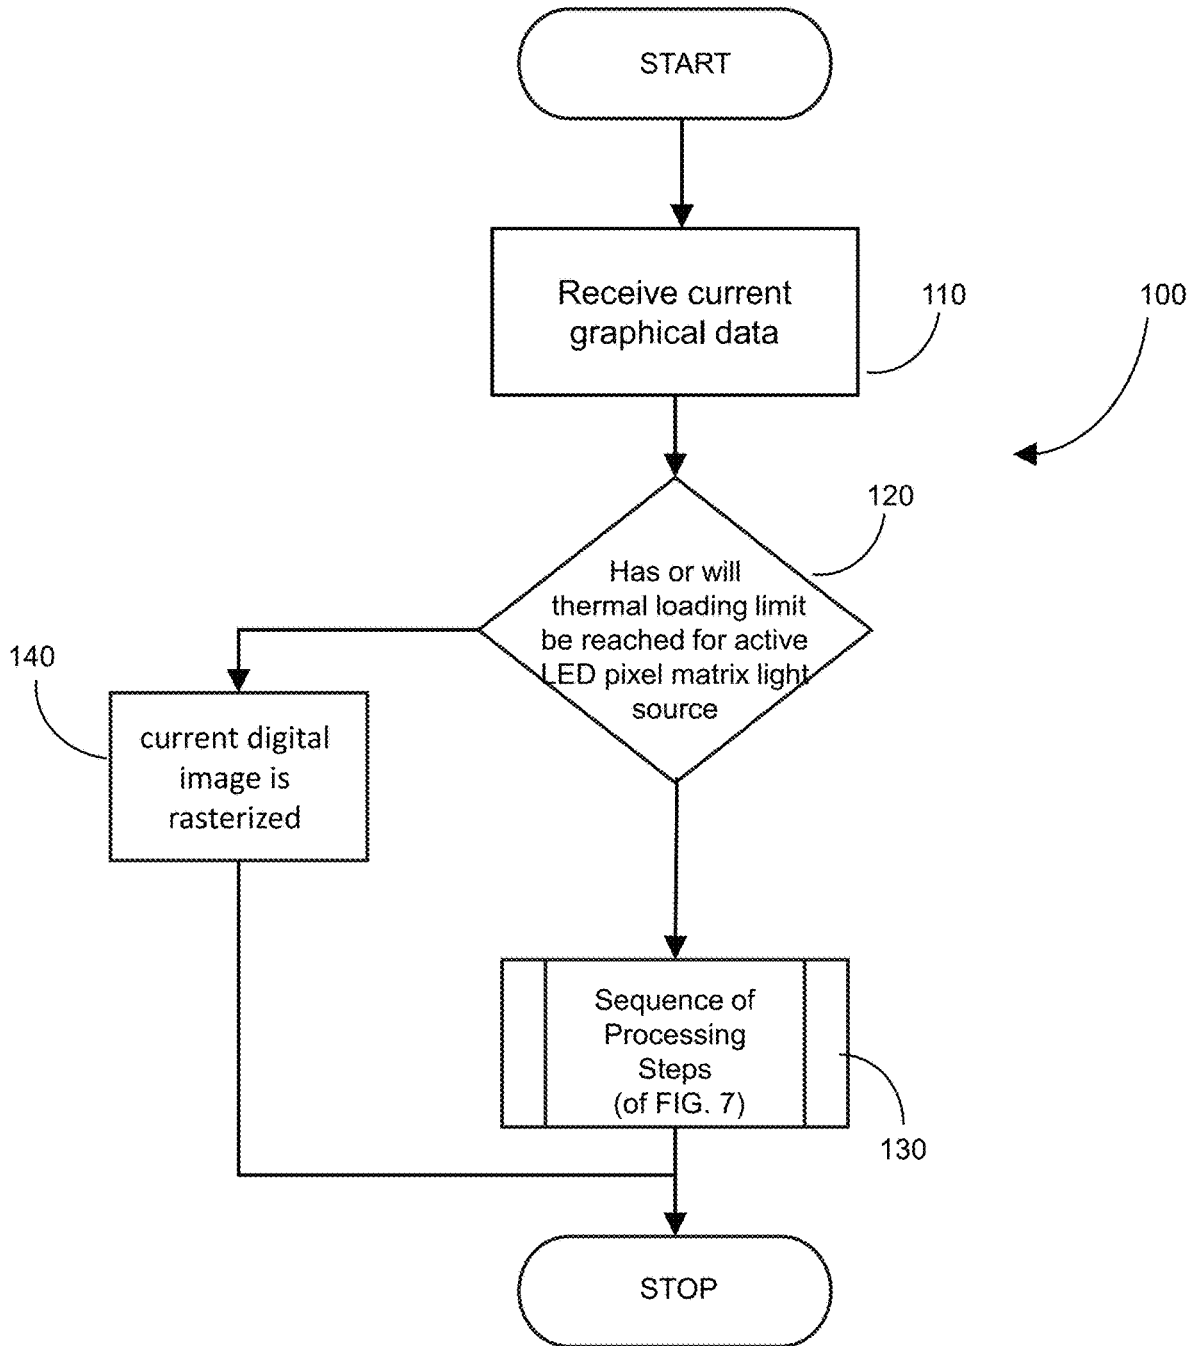 START
Receive current
graphical data
110
100
120
Has or will
thermal loading limit
be reached for active
LED pixel matrix light
source
140
current digital
image is
rasterized
Sequence of
Processing
Steps
(of FIG. 7)
130
STOP